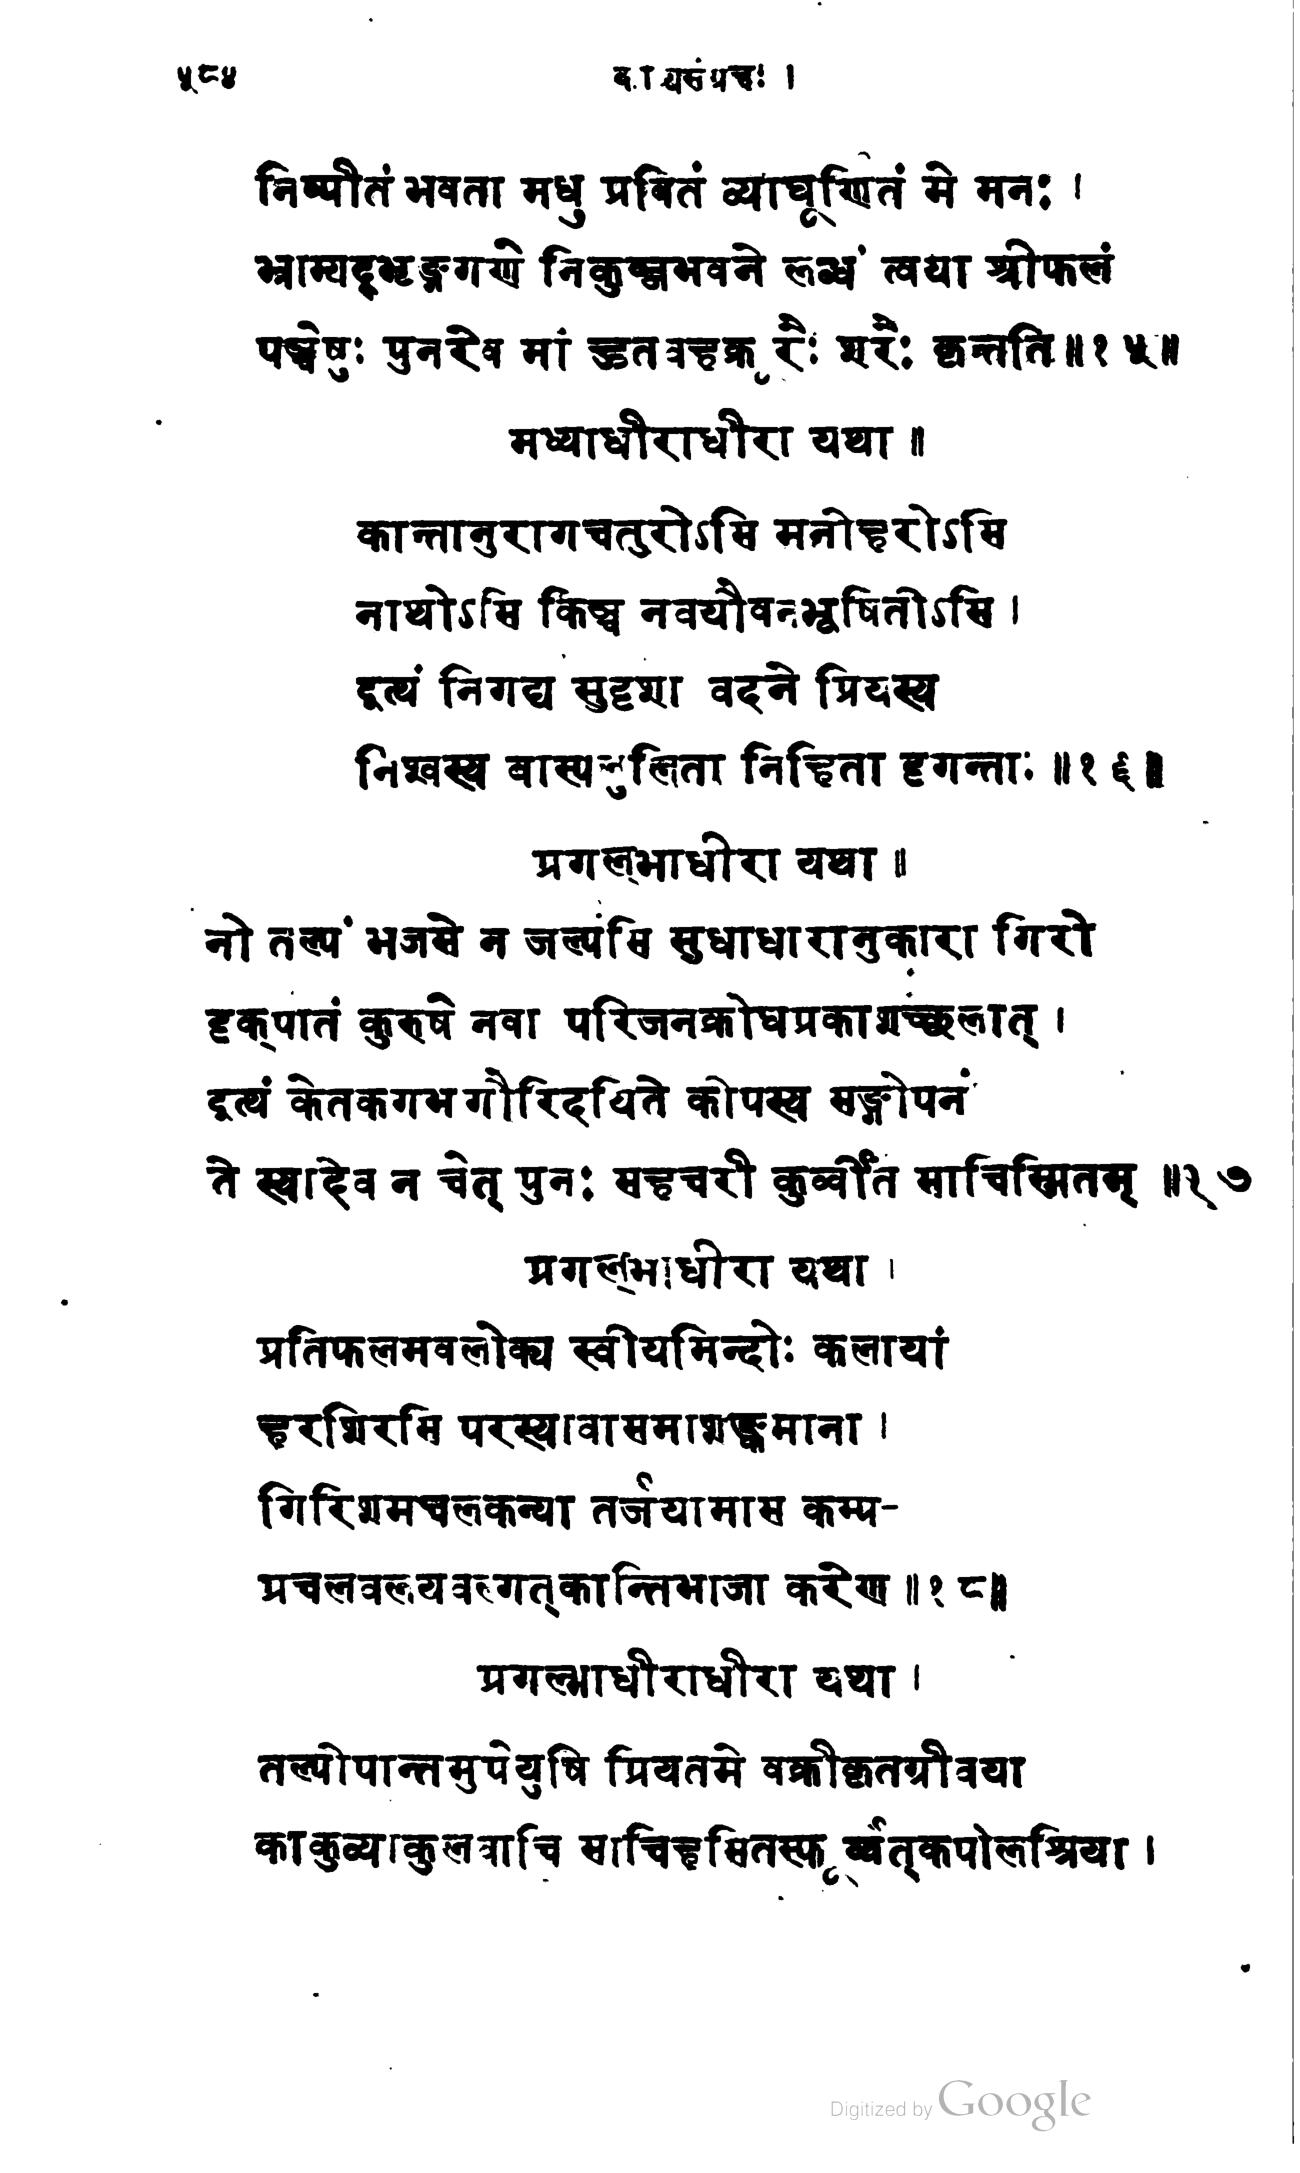 ५८४ काव्यसंग्रहः ।
निष्पीतं भवता मधु प्रवितं व्याघूर्णितं मे मनः ।
भ्राम्यद्भृङ्गगणे निकुञ्जभवने लब्धं त्वया श्रीफलं
पञ्चेषुः पुनरेष मां हुतवहक्रूरैः शरैः कृन्तति ॥१५॥
मध्याधीराधीरा यथा ॥
कान्तानुरागचतुरोऽसि मनोहरोऽसि
नाथोऽसि किञ्च नवयौवनभूषितोऽसि ।
इत्थं निगद्य सुदृशा वदने प्रियस्य
निश्वस्य बास्पलुलिता निहिता दृगन्ताः ॥१६॥
प्रगल्भाधीरा यथा ॥
नो तल्पं भजसे न जल्पसि सुधाधारानुकारा गिरो
दृक्पातं कुरुषे नवा परिजनक्रोधप्रकाशच्छलात् ।
इत्थं केतकगर्भगौरिदयिते कोपस्य सङ्गोपनं
ते स्यादेव न चेत् पुनः सहचरी कुर्व्वीत साचिस्मितम् ॥१७
प्रगल्भाधीरा यथा ।
प्रतिफलमवलोक्य स्वीयमिन्दोः कलायां
हरशिरसि परस्यावासमाशङ्कमाना ।
गिरिशमचलकन्या तर्जयामास कम्प-
प्रचलवलयवल्गत्कान्तिभाजा करेण ॥१८॥
प्रगल्भाधीराधीरा यथा ।
तल्पोपान्तमुपेयुषि प्रियतमे वक्रीकृतग्रीवया
काकुव्याकुलवाचि साचिहसितस्फूर्ज्जत्कपोलश्रिया ।
Digitized by Google